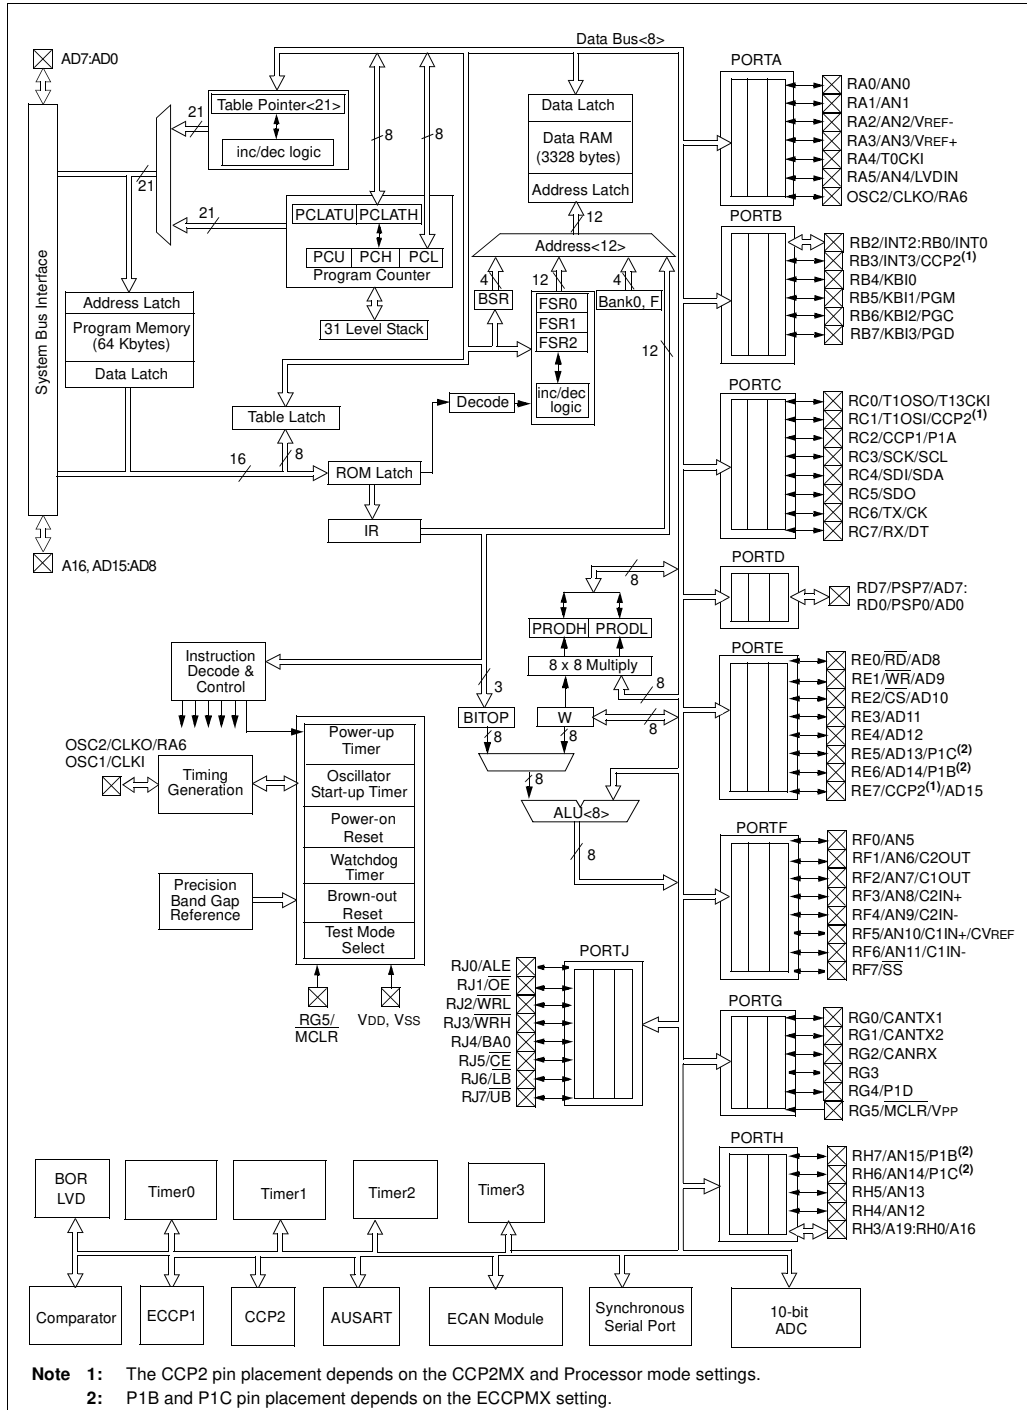 Data Bus<8>
AD7:AD0
21
Table Pointer<21>
inc/dec logic
8
8
21
21
PCLATU
PCLATH
PCU
PCH
PCL
Program Counter
31 Level Stack
System Bus Interface
Address Latch
Program Memory
(64 Kbytes)
Data Latch
Data Latch
Data RAM
(3328 bytes)
Address Latch
12
Address<12>
4
12
4
BSR
FSR0
FSR1
FSR2
Bank0, F
12
inc/dec
logic
Decode
Table Latch
16
8
ROM Latch
IR
A16, AD15:AD8
PORTA
RA0/AN0
RA1/AN1
RA2/AN2/VREF-
RA3/AN3/VREF+
RA4/T0CKI
RA5/AN4/LVDIN
OSC2/CLKO/RA6
PORTB
RB2/INT2:RB0/INT0
RB3/INT3/CCP2(1)
RB4/KBI0
RB5/KBI1/PGM
RB6/KBI2/PGC
RB7/KBI3/PGD
PORTC
RC0/T1OSO/T13CKI
RC1/T1OSI/CCP2(1)
RC2/CCP1/P1A
RC3/SCK/SCL
RC4/SDI/SDA
RC5/SDO
RC6/TX/CK
RC7/RX/DT
PORTD
RD7/PSP7/AD7:
RD0/PSP0/AD0
PORTE
RE0/RD/AD8
RE1/WR/AD9
RE2/CS/AD10
RE3/AD11
RE4/AD12
RE5/AD13/P1C(2)
RE6/AD14/P1B(2)
RE7/CCP2(1)/AD15
PORTF
RF0/AN5
RF1/AN6/C2OUT
RF2/AN7/C1OUT
RF3/AN8/C2IN+
RF4/AN9/C2IN-
RF5/AN10/C1IN+/CVREF
RF6/AN11/C1IN-
RF7/SS
PORTG
RG0/CANTX1
RG1/CANTX2
RG2/CANRX
RG3
RG4/P1D
RG5/MCLR/VPP
PORTH
RH7/AN15/P1B(2)
RH6/AN14/P1C(2)
RH5/AN13
RH4/AN12
RH3/A19:RH0/A16
8
PRODH
PRODL
8 x 8 Multiply
8
3
BITOP
W
8
8
8
8
ALU<8>
8
Instruction
Decode &
Control
OSC2/CLKO/RA6
OSC1/CLKI
Timing
Generation
Power-up
Timer
Oscillator
Start-up Timer
Power-on
Reset
Watchdog
Timer
Brown-out
Reset
Test Mode
Select
Precision
Band Gap
Reference
RG5/
MCLR
VDD, VSS
PORTJ
RJ0/ALE
RJ1/OE
RJ2/WRL
RJ3/WRH
RJ4/BA0
RJ5/CE
RJ6/LB
RJ7/UB
BOR
LVD
Timer0
Timer1
Timer2
Timer3
Comparator
ECCP1
CCP2
AUSART
ECAN Module
Synchronous
Serial Port
10-bit
ADC
Note 1: The CCP2 pin placement depends on the CCP2MX and Processor mode settings.
2: P1B and P1C pin placement depends on the ECCPMX setting.